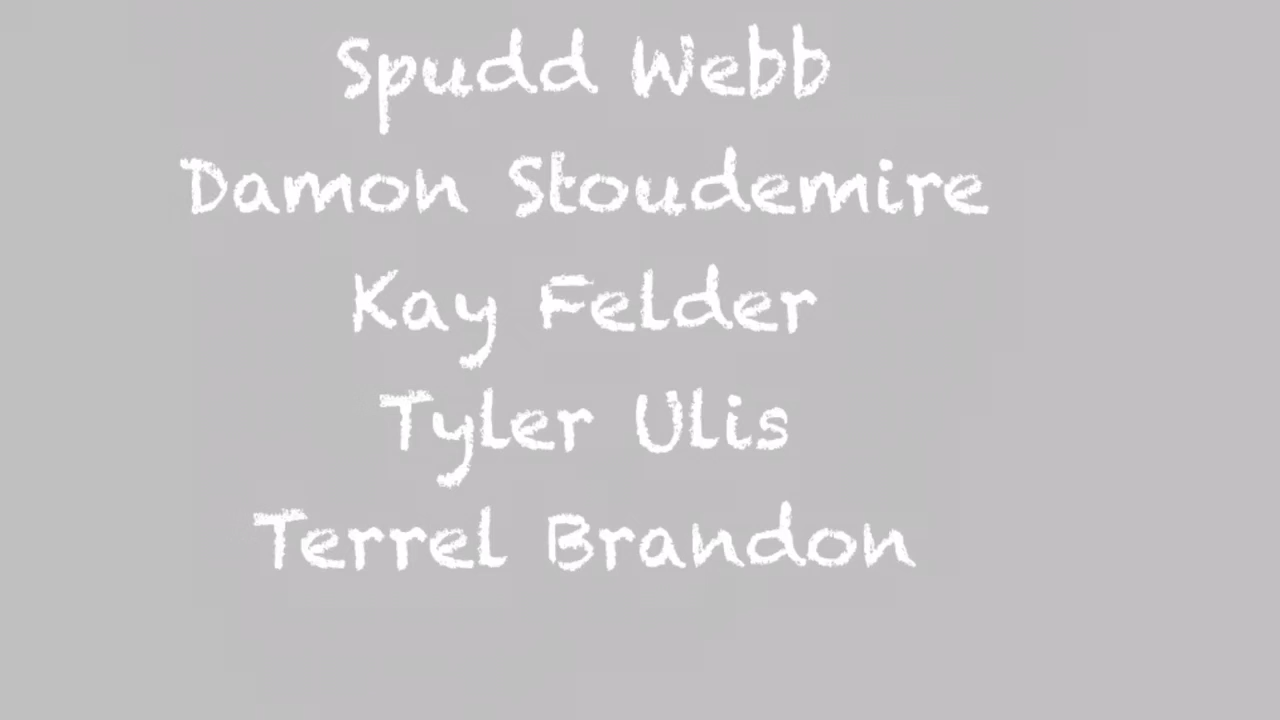 Spudd Webb
Damon Stoudemire
Kay Felder
Tyler Ulis
Terrel Brandon